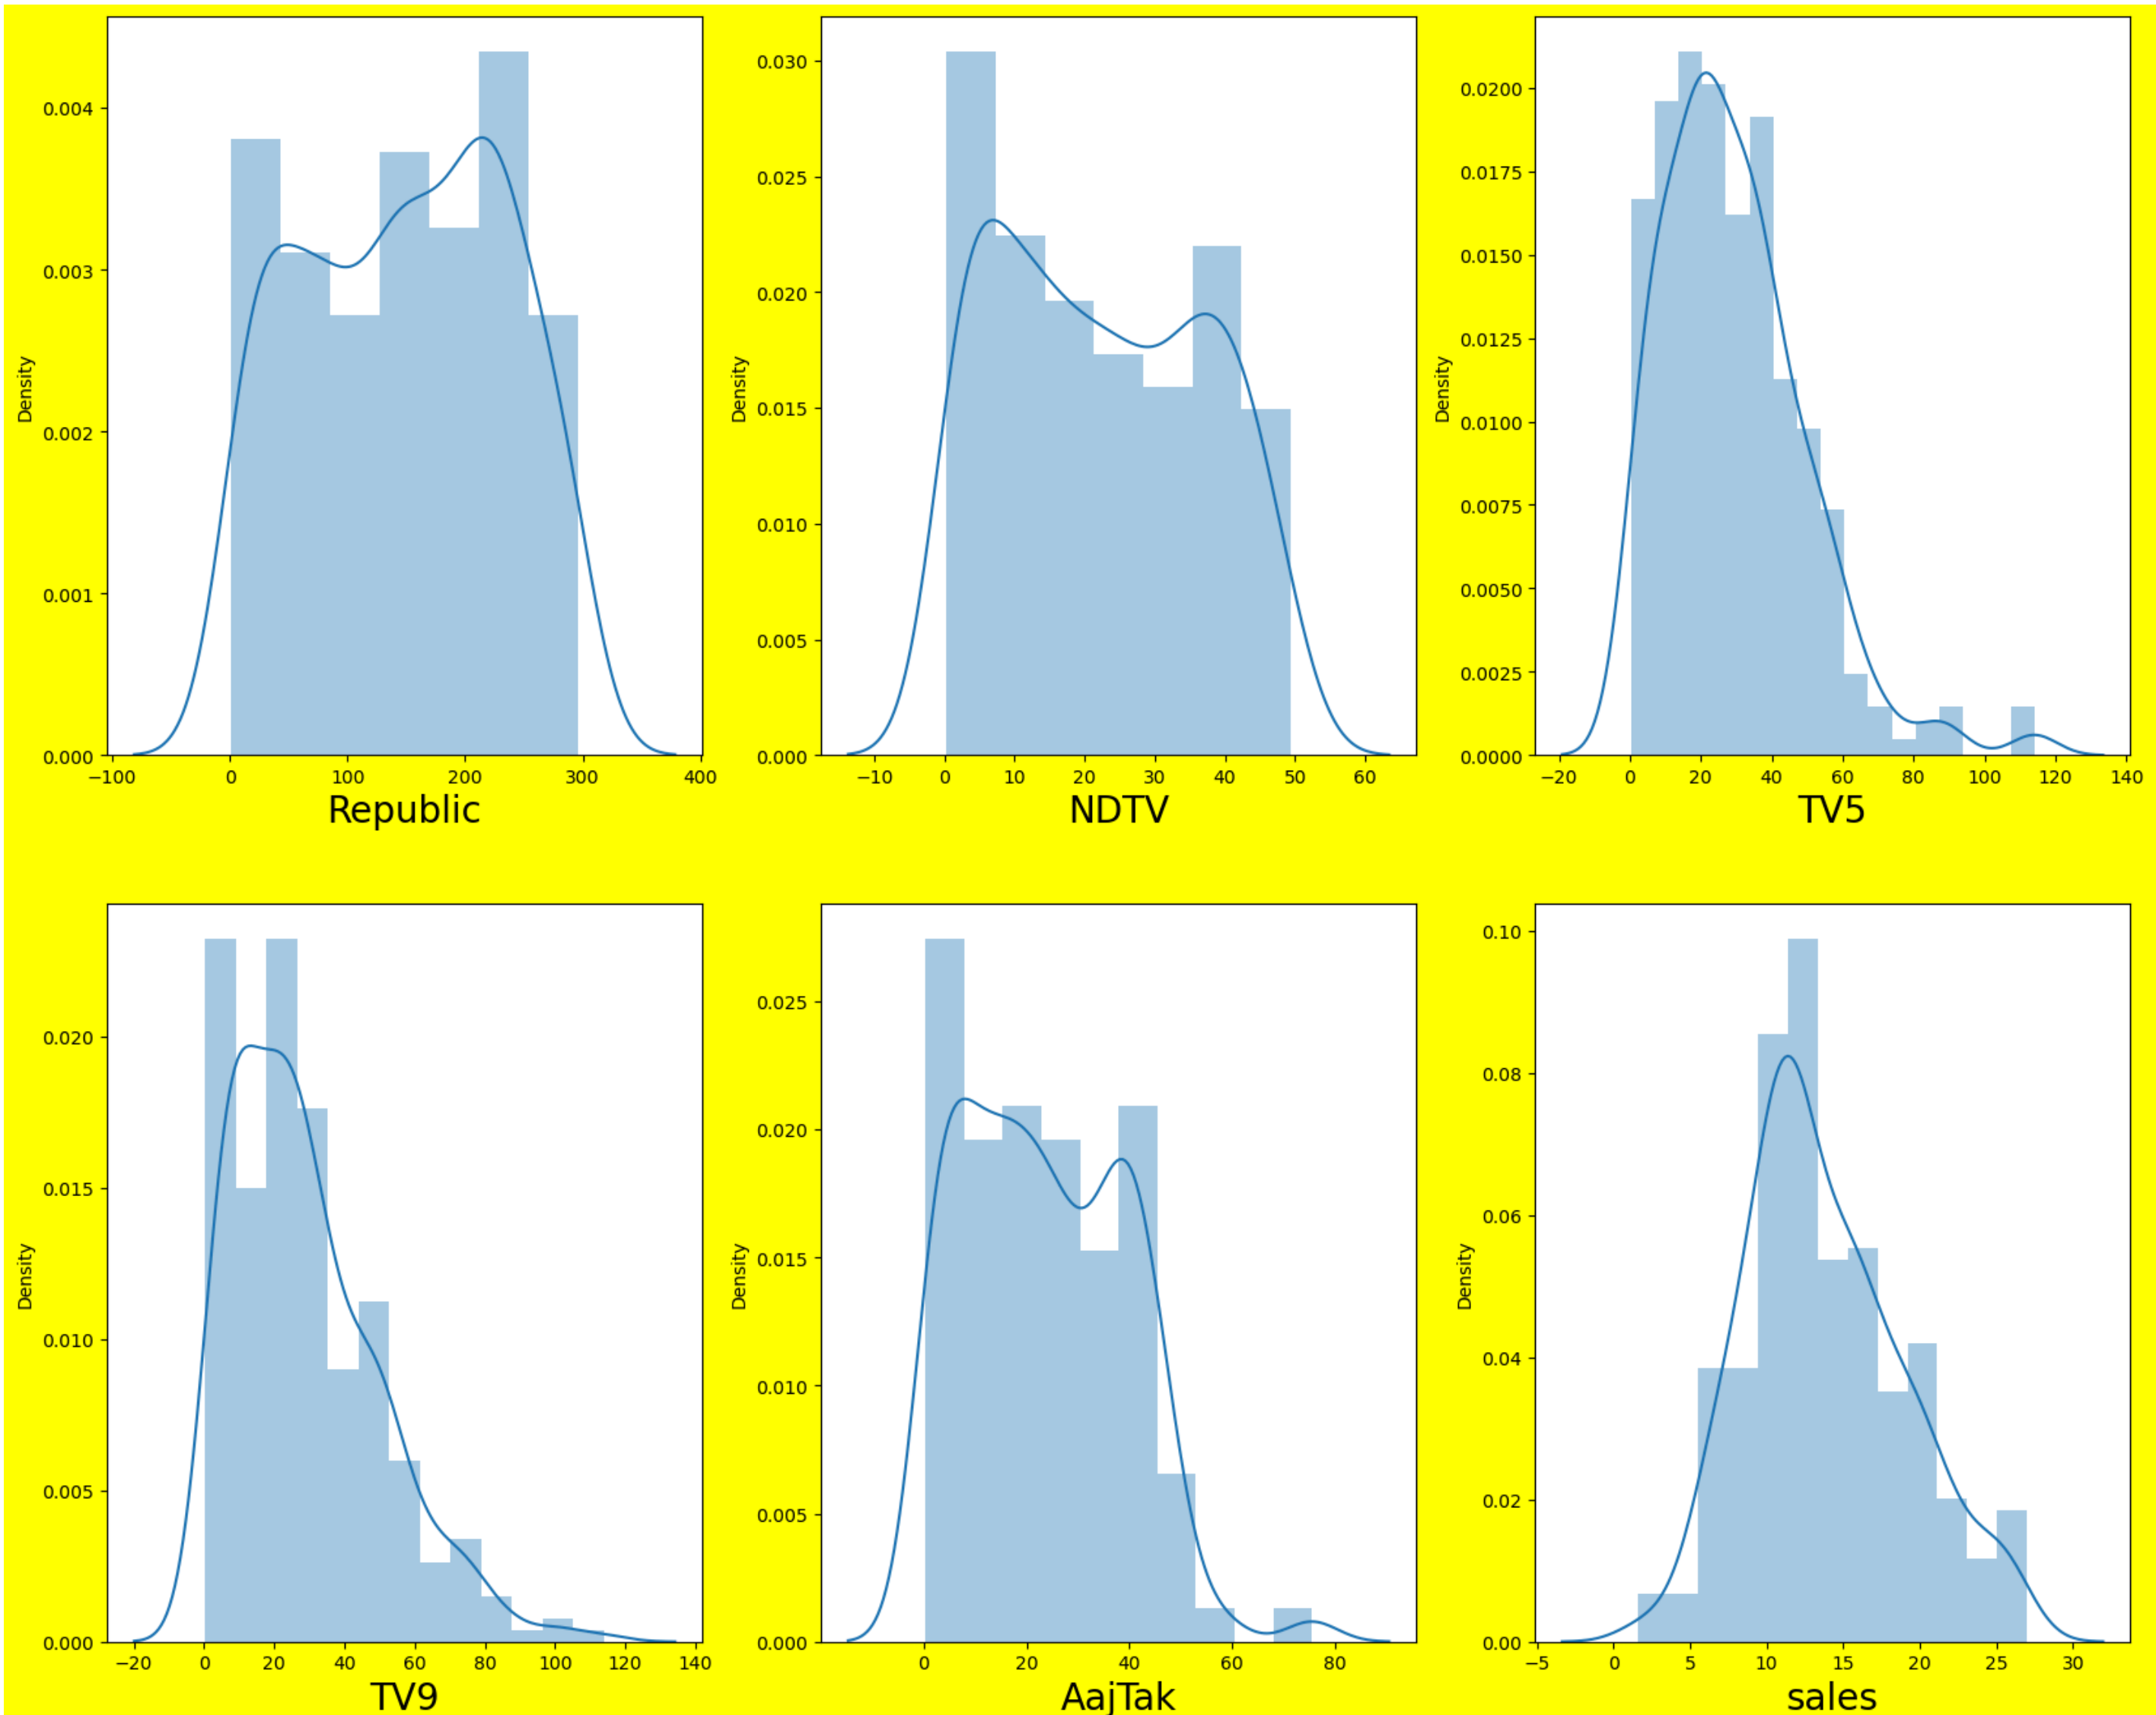 Density
0.004
0.003
0.002
0.001
0.000
−100 0 100 200 300 400
Republic
Density
0.030
0.025
0.020
0.015
0.010
0.005
0.000
−10 0 10 20 30 40 50 60
NDTV
Density
0.0200
0.0175
0.0150
0.0125
0.0100
0.0075
0.0050
0.0025
0.0000
−20 0 20 40 60 80 100 120 140
TV5
Density
0.020
0.015
0.010
0.005
0.000
−20 0 20 40 60 80 100 120 140
TV9
Density
0.025
0.020
0.015
0.010
0.005
0.000
0 20 40 60 80
AajTak
Density
0.10
0.08
0.06
0.04
0.02
0.00
−5 0 5 10 15 20 25 30
sales